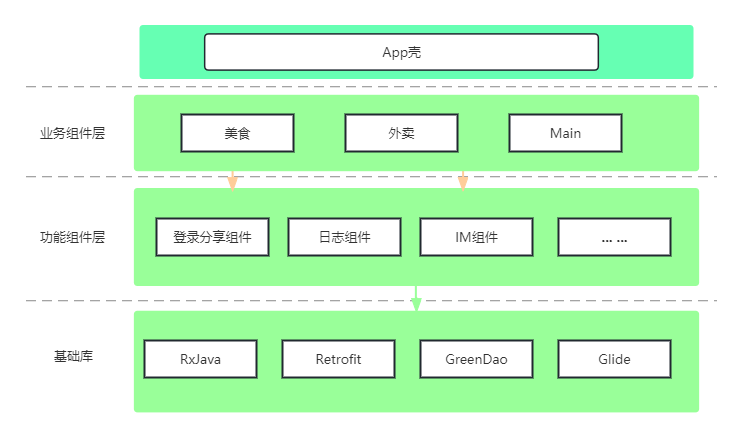 App壳
业务组件层
美食
外卖
Main
功能组件层
登录分享组件
日志组件
IM组件
... ...
基础库
RxJava
Retrofit
GreenDao
Glide